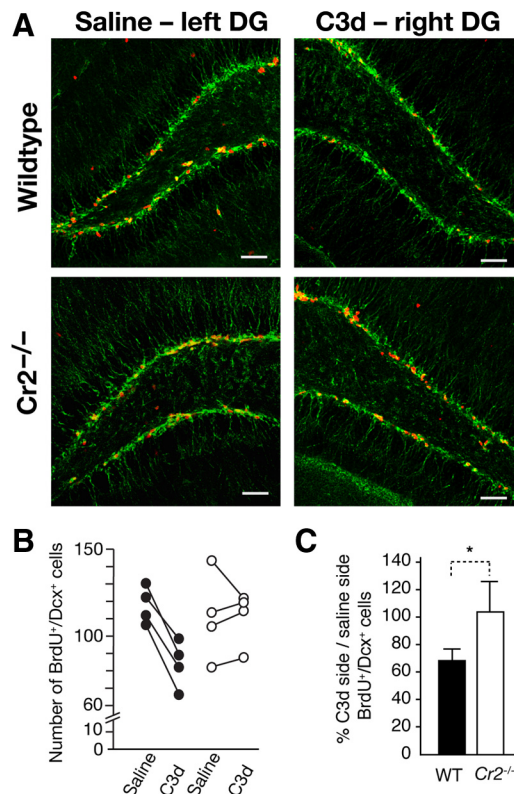 A
Saline – left DG
C3d – right DG
Wildtype
Cr2–/–
B
Number of BrdU⁺/Dcx⁺ cells
150
100
60
10
0
Saline
C3d
Saline
C3d
C
% C3d side / saline side
BrdU⁺/Dcx⁺ cells
140
120
100
80
60
40
20
0
*
WT
Cr2⁻/⁻